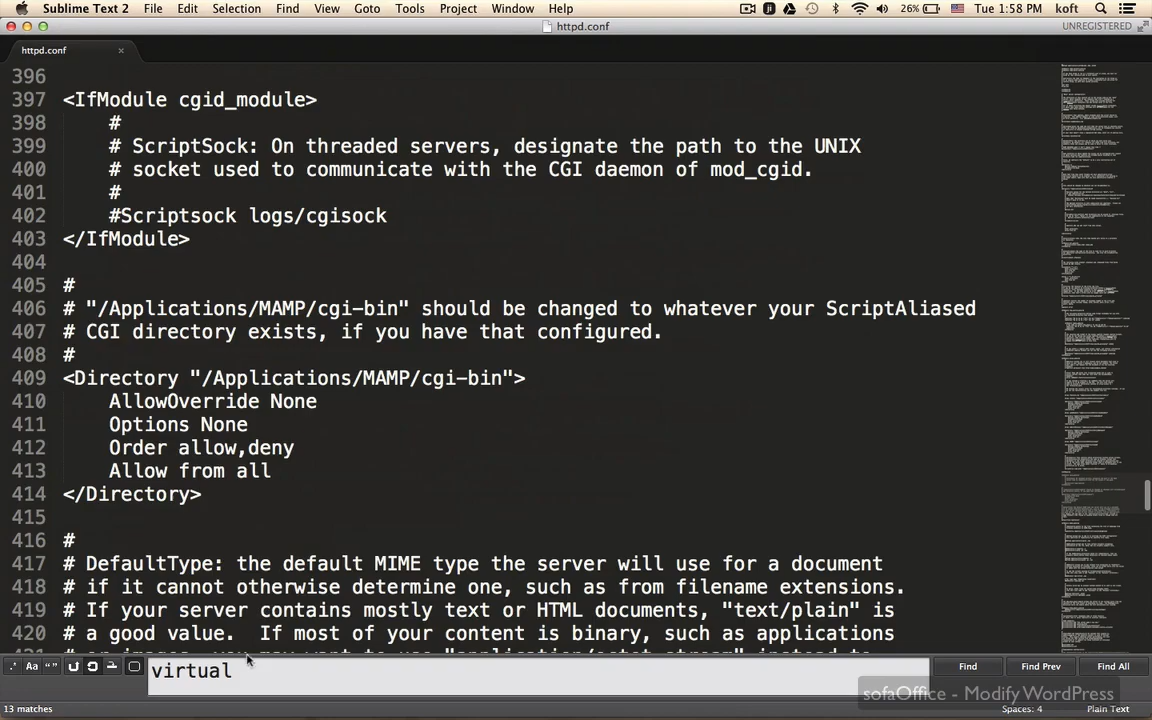 Sublime Text 2 File Edit Selection Find View Goto Tools Project Window Help 26% Tue 1:58 PM koft
httpd.conf UNREGISTERED
httpd.conf ×
396
397 <IfModule cgid_module>
398 #
399 # ScriptSock: On threaded servers, designate the path to the UNIX
400 # socket used to communicate with the CGI daemon of mod_cgid.
401 #
402 #Scriptsock logs/cgisock
403 </IfModule>
404
405 #
406 # "/Applications/MAMP/cgi-bin" should be changed to whatever your ScriptAliased
407 # CGI directory exists, if you have that configured.
408 #
409 <Directory "/Applications/MAMP/cgi-bin">
410 AllowOverride None
411 Options None
412 Order allow,deny
413 Allow from all
414 </Directory>
415
416 #
417 # DefaultType: the default MIME type the server will use for a document
418 # if it cannot otherwise determine one, such as from filename extensions.
419 # If your server contains mostly text or HTML documents, "text/plain" is
420 # a good value. If most of your content is binary, such as applications
.* Aa “” virtual Find Find Prev Find All
sofaOffice - Modify WordPress
13 matches Spaces: 4 Plain Text